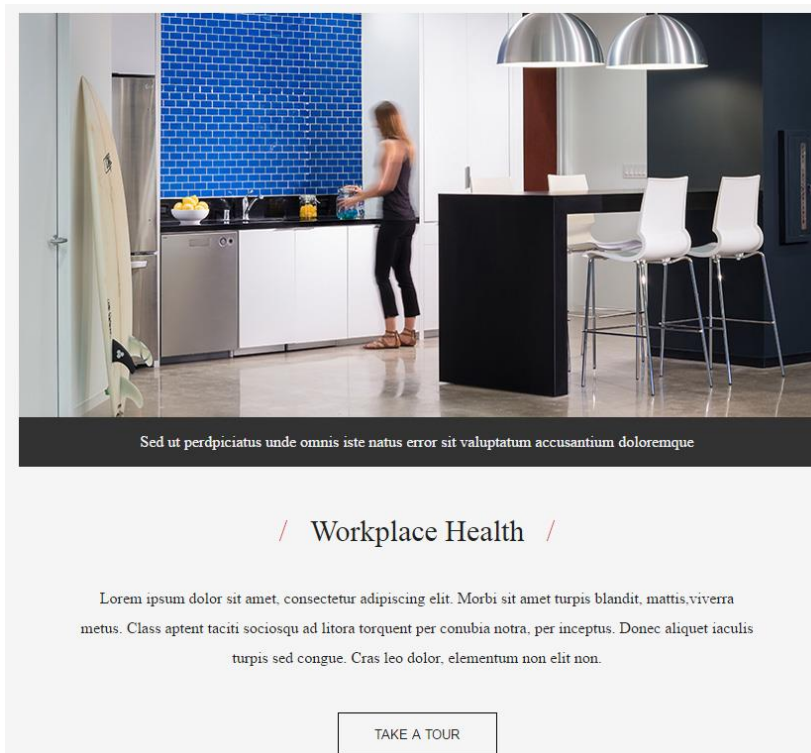 Sed ut perdpiciatus unde omnis iste natus error sit valuptatum accusantium doloremque
/ Workplace Health /
Lorem ipsum dolor sit amet, consectetur adipiscing elit. Morbi sit amet turpis blandit, mattis,viverra
metus. Class aptent taciti sociosqu ad litora torquent per conubia notra, per inceptus. Donec aliquet iaculis
turpis sed congue. Cras leo dolor, elementum non elit non.
TAKE A TOUR